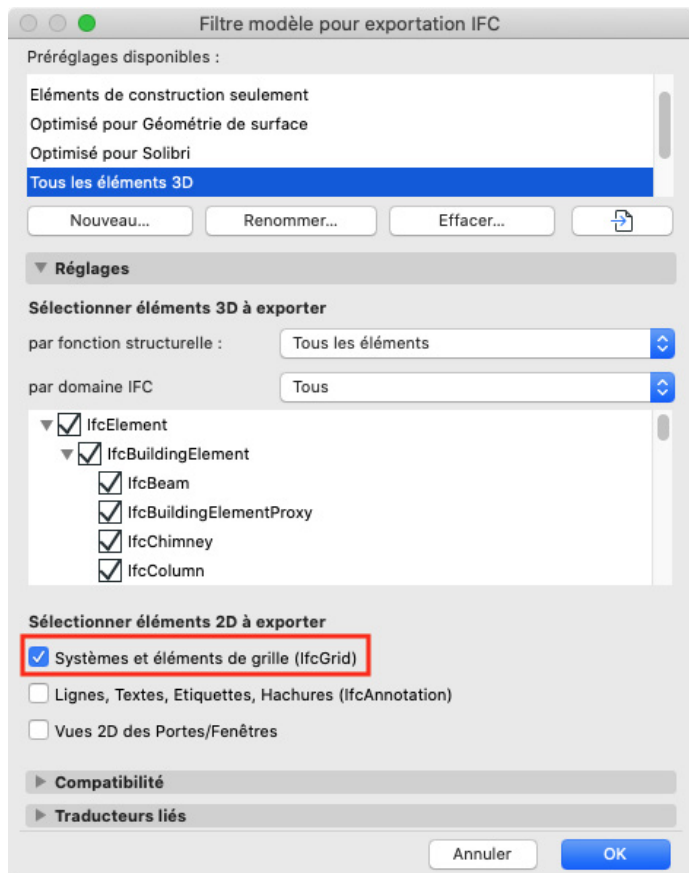 Filtre modèle pour exportation IFC
Préréglages disponibles :
Eléments de construction seulement
Optimisé pour Géométrie de surface
Optimisé pour Solibri
Tous les éléments 3D
Nouveau... Renommer... Effacer...
Réglages
Sélectionner éléments 3D à exporter
par fonction structurelle : Tous les éléments
par domaine IFC Tous
IfcElement
IfcBuildingElement
IfcBeam
IfcBuildingElementProxy
IfcChimney
IfcColumn
Sélectionner éléments 2D à exporter
Systèmes et éléments de grille (IfcGrid)
Lignes, Textes, Etiquettes, Hachures (IfcAnnotation)
Vues 2D des Portes/Fenêtres
Compatibilité
Traducteurs liés
Annuler OK